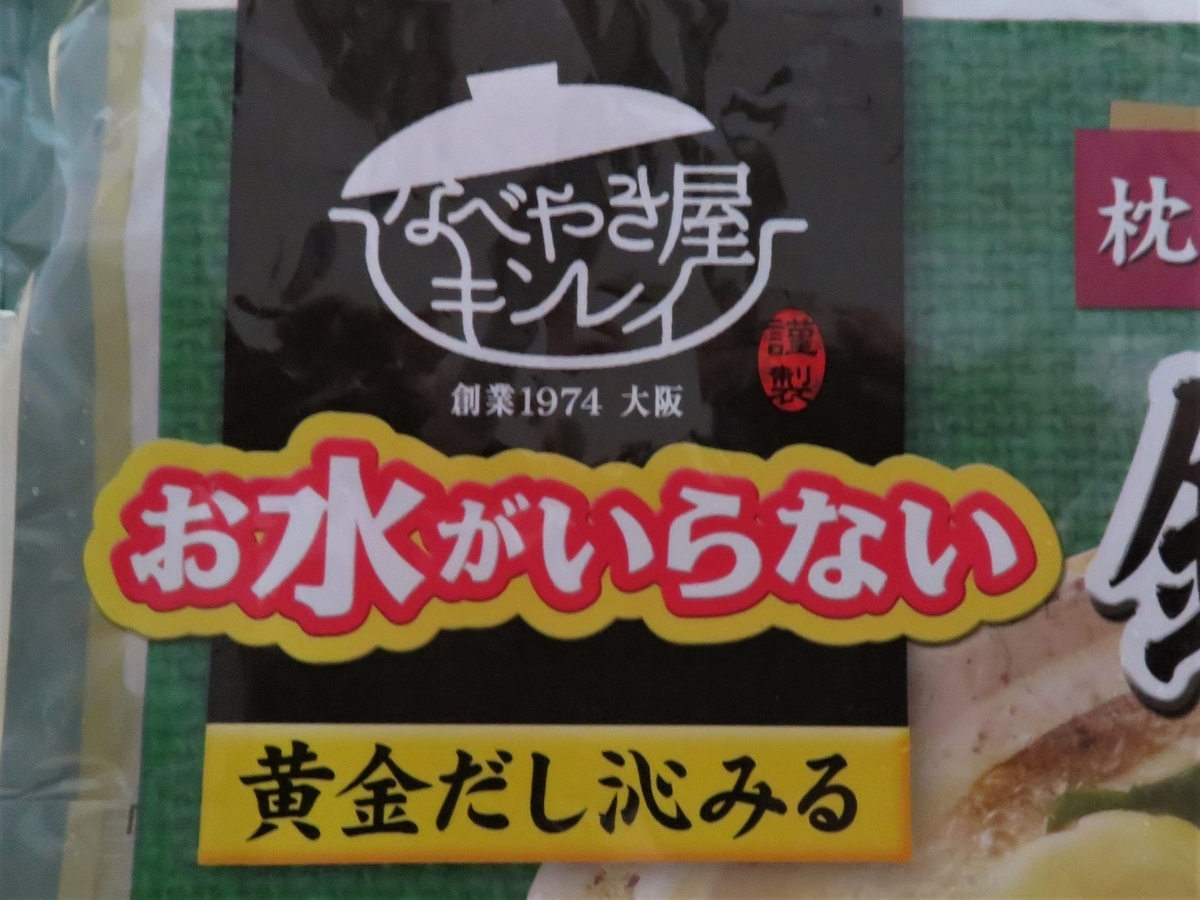 なべやき屋
キンレイ
謹製
創業1974 大阪
お水がいらない
黄金だし沁みる
枕